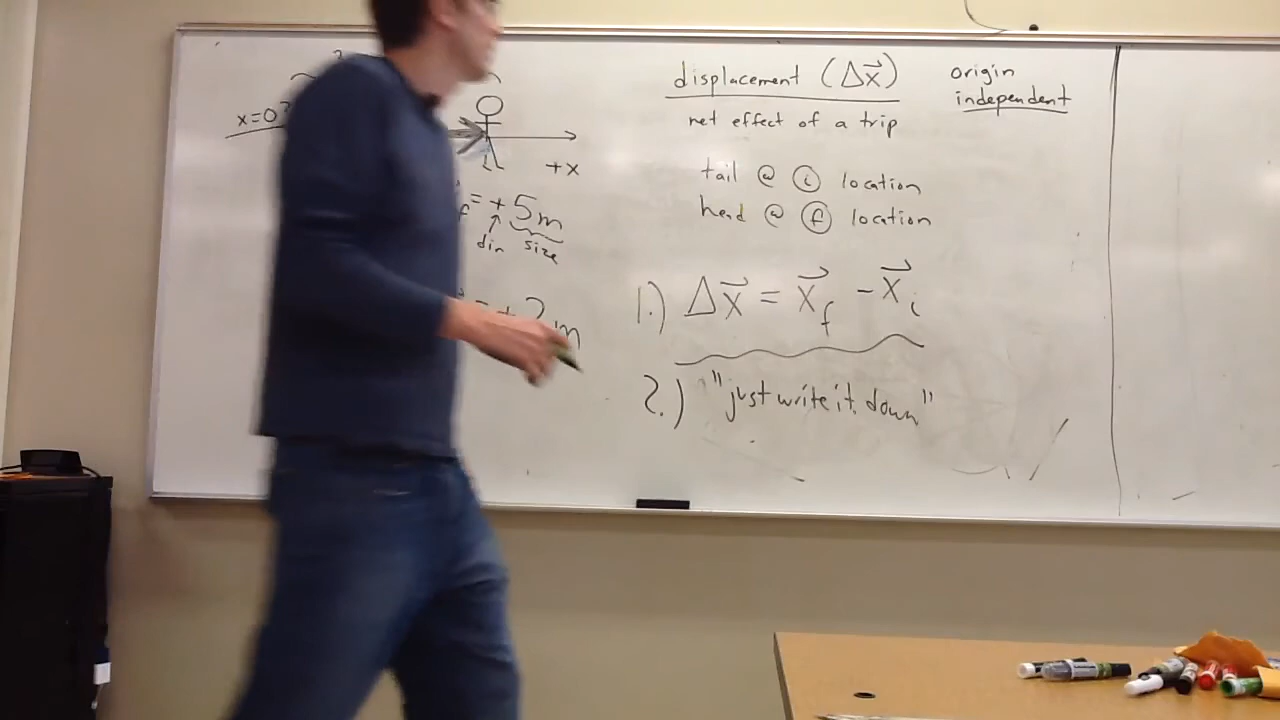 x=0?
+x
f = + 5m
dir size
= + 2m
displacement (Δx⃗)
net effect of a trip
origin
independent
tail @ ⓘ location
head @ ⓕ location
1.) Δx⃗ = x⃗f - x⃗i
2.) "just write it down"